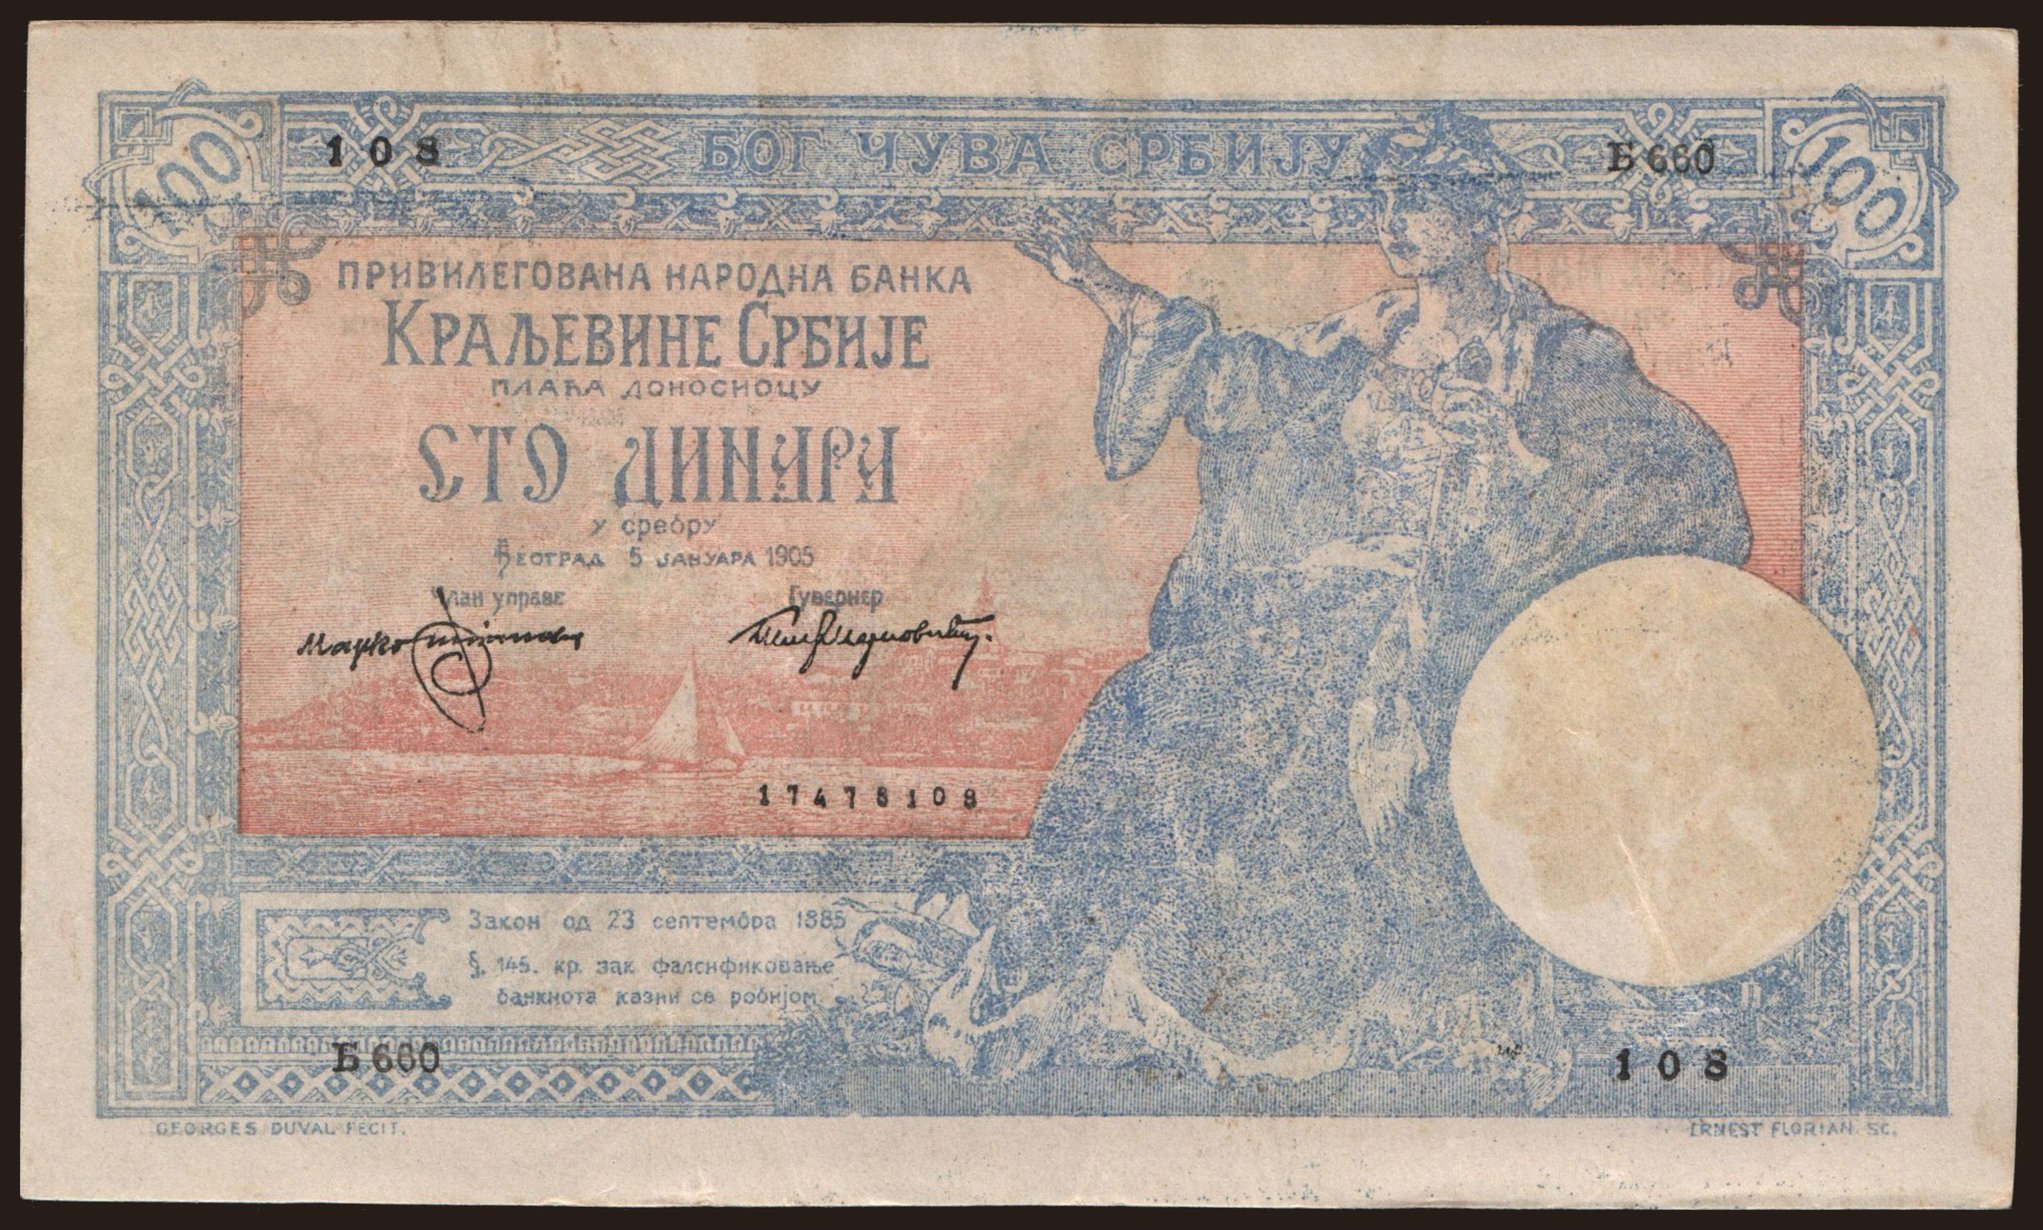 100
108
БОГ ЧУВА СРБИЈУ
Б 660
100
ПРИВИЛЕГОВАНА НАРОДНА БАНКА
КРАЉЕВИНЕ СРБИЈЕ
ПЛАЋА ДОНОСИОЦУ
СТО ДИНАРА
У сребру
БЕОГРАД 5 ЈАНУАРА 1905
Члан управе Гувернер
Марко
17478108
Закон од 23 септембра 1885
§. 145. кр. зак фалсификовање
банкнота казни се робијом.
Б 660
108
GEORGES DUVAL FECIT.
ERNEST FLORIAN. SC.